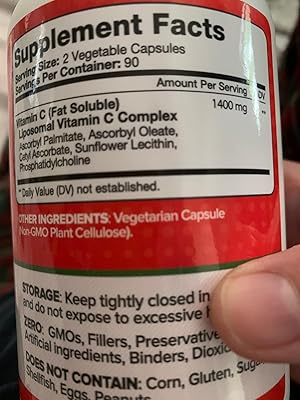 Supplement Facts
Serving Size: 2 Vegetable Capsules
Servings Per Container: 90
Amount Per Serving %DV
Vitamin C (Fat Soluble) 1400 mg **
Liposomal Vitamin C Complex
Ascorbyl Palmitate, Ascorbyl Oleate,
Cetyl Ascorbate, Sunflower Lecithin,
Phosphatidylcholine
* Daily Value (DV) not established.
OTHER INGREDIENTS: Vegetarian Capsule
(Non-GMO Plant Cellulose).
STORAGE: Keep tightly closed in
and do not expose to excessive
ZERO: GMOs, Fillers,
Artificial ingredients, Binders,
DOES NOT CONTAIN: Corn, Gluten,
Shellfish, Eggs, Peanuts